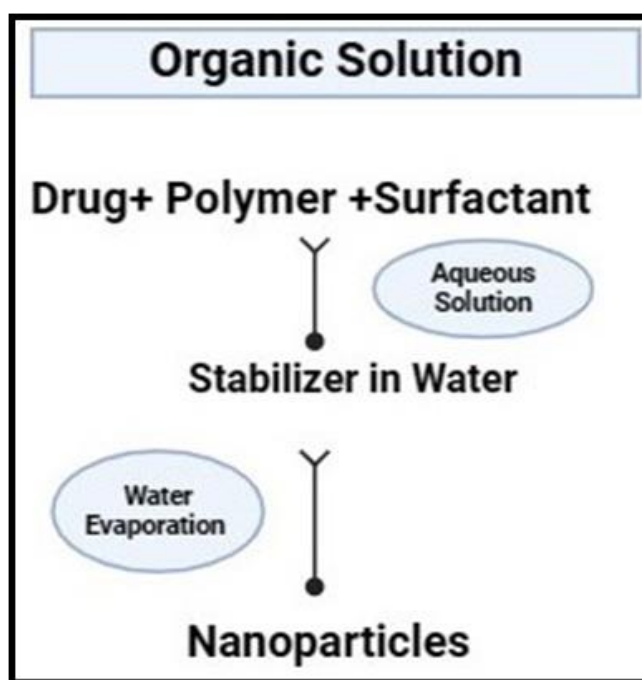 Organic Solution
Drug+ Polymer +Surfactant
Aqueous
Solution
Stabilizer in Water
Water
Evaporation
Nanoparticles